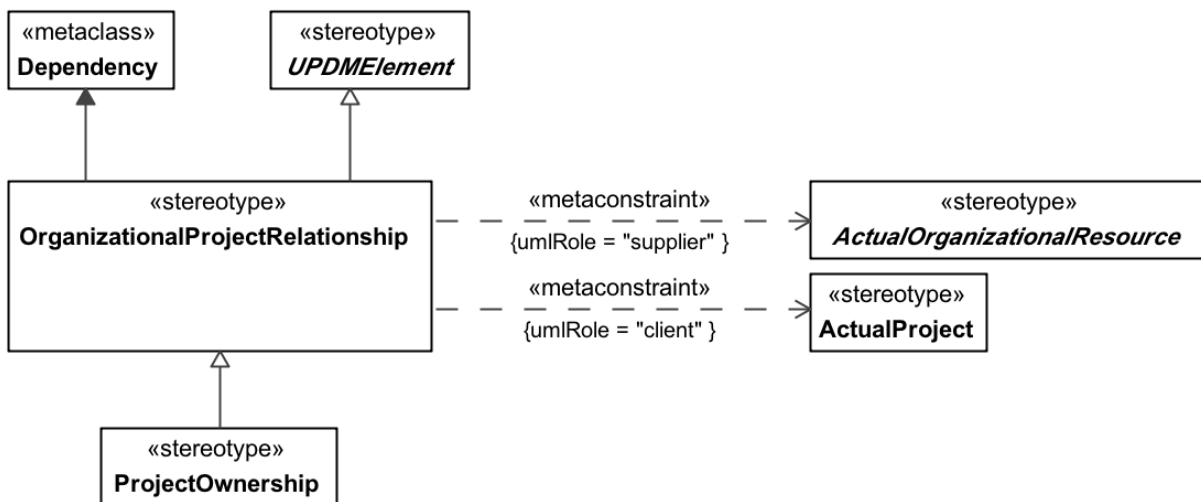 «metaclass»
Dependency
«stereotype»
UPDMElement
«stereotype»
OrganizationalProjectRelationship
«metaconstraint»
{umlRole = "supplier" }
«stereotype»
ActualOrganizationalResource
«metaconstraint»
{umlRole = "client" }
«stereotype»
ActualProject
«stereotype»
ProjectOwnership